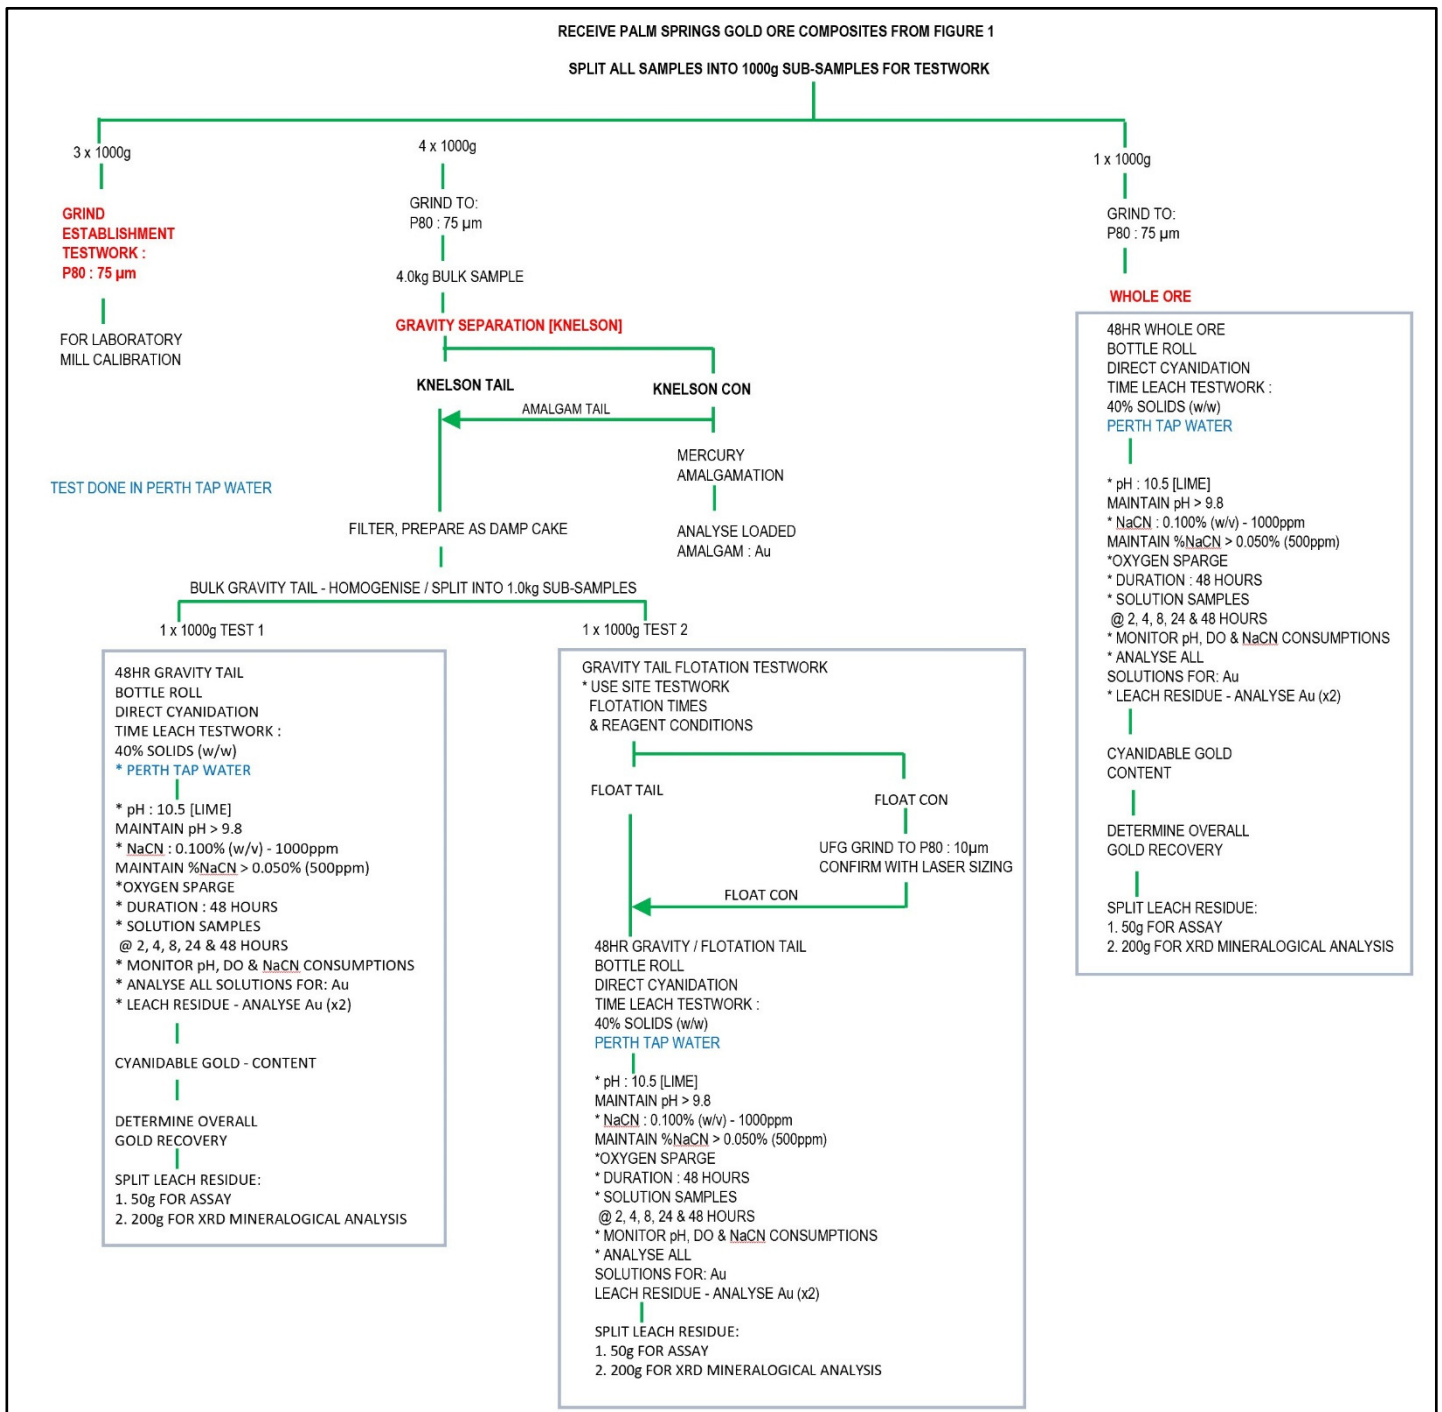 RECEIVE PALM SPRINGS GOLD ORE COMPOSITES FROM FIGURE 1
SPLIT ALL SAMPLES INTO 1000g SUB-SAMPLES FOR TESTWORK
3 x 1000g
GRIND
ESTABLISHMENT
TESTWORK :
P80 : 75 µm
FOR LABORATORY
MILL CALIBRATION
4 x 1000g
GRIND TO:
P80 : 75 µm
4.0kg BULK SAMPLE
GRAVITY SEPARATION [KNELSON]
KNELSON TAIL
KNELSON CON
AMALGAM TAIL
MERCURY
AMALGAMATION
ANALYSE LOADED
AMALGAM : Au
TEST DONE IN PERTH TAP WATER
FILTER, PREPARE AS DAMP CAKE
BULK GRAVITY TAIL - HOMOGENISE / SPLIT INTO 1.0kg SUB-SAMPLES
1 x 1000g TEST 1
48HR GRAVITY TAIL
BOTTLE ROLL
DIRECT CYANIDATION
TIME LEACH TESTWORK :
40% SOLIDS (w/w)
* PERTH TAP WATER
* pH : 10.5 [LIME]
MAINTAIN pH > 9.8
* NaCN : 0.100% (w/v) - 1000ppm
MAINTAIN %NaCN > 0.050% (500ppm)
*OXYGEN SPARGE
* DURATION : 48 HOURS
* SOLUTION SAMPLES
@ 2, 4, 8, 24 & 48 HOURS
* MONITOR pH, DO & NaCN CONSUMPTIONS
* ANALYSE ALL SOLUTIONS FOR: Au
* LEACH RESIDUE - ANALYSE Au (x2)
CYANIDABLE GOLD - CONTENT
DETERMINE OVERALL
GOLD RECOVERY
SPLIT LEACH RESIDUE:
1. 50g FOR ASSAY
2. 200g FOR XRD MINERALOGICAL ANALYSIS
1 x 1000g TEST 2
GRAVITY TAIL FLOTATION TESTWORK
* USE SITE TESTWORK
FLOTATION TIMES
& REAGENT CONDITIONS
FLOAT TAIL
FLOAT CON
UFG GRIND TO P80 : 10µm
CONFIRM WITH LASER SIZING
FLOAT CON
48HR GRAVITY / FLOTATION TAIL
BOTTLE ROLL
DIRECT CYANIDATION
TIME LEACH TESTWORK :
40% SOLIDS (w/w)
PERTH TAP WATER
* pH : 10.5 [LIME]
MAINTAIN pH > 9.8
* NaCN : 0.100% (w/v) - 1000ppm
MAINTAIN %NaCN > 0.050% (500ppm)
*OXYGEN SPARGE
* DURATION : 48 HOURS
* SOLUTION SAMPLES
@ 2, 4, 8, 24 & 48 HOURS
* MONITOR pH, DO & NaCN CONSUMPTIONS
* ANALYSE ALL
SOLUTIONS FOR: Au
LEACH RESIDUE - ANALYSE Au (x2)
SPLIT LEACH RESIDUE:
1. 50g FOR ASSAY
2. 200g FOR XRD MINERALOGICAL ANALYSIS
1 x 1000g
GRIND TO:
P80 : 75 µm
WHOLE ORE
48HR WHOLE ORE
BOTTLE ROLL
DIRECT CYANIDATION
TIME LEACH TESTWORK :
40% SOLIDS (w/w)
PERTH TAP WATER
* pH : 10.5 [LIME]
MAINTAIN pH > 9.8
* NaCN : 0.100% (w/v) - 1000ppm
MAINTAIN %NaCN > 0.050% (500ppm)
*OXYGEN SPARGE
* DURATION : 48 HOURS
* SOLUTION SAMPLES
@ 2, 4, 8, 24 & 48 HOURS
* MONITOR pH, DO & NaCN CONSUMPTIONS
* ANALYSE ALL
SOLUTIONS FOR: Au
* LEACH RESIDUE - ANALYSE Au (x2)
CYANIDABLE GOLD
CONTENT
DETERMINE OVERALL
GOLD RECOVERY
SPLIT LEACH RESIDUE:
1. 50g FOR ASSAY
2. 200g FOR XRD MINERALOGICAL ANALYSIS